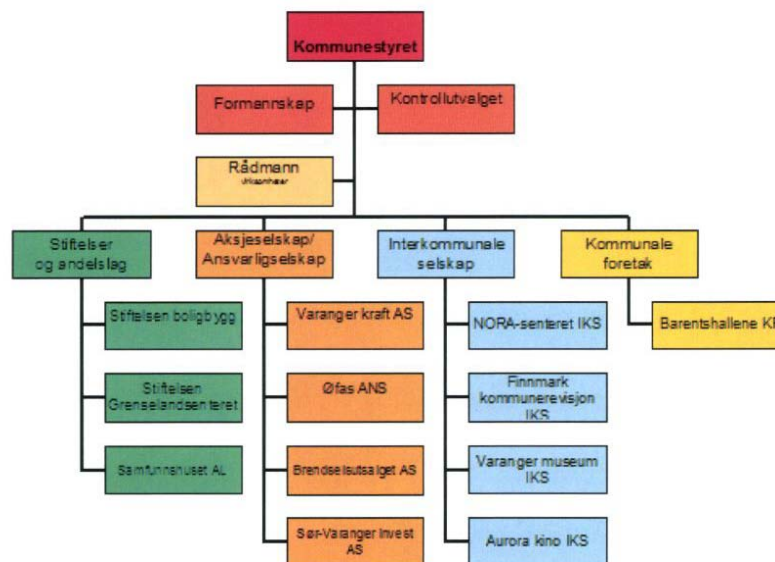 Kommunestyret
Formannskap
Kontrollutvalget
Rådmann
Virksomheter
Stiftelser
og andelslag
Aksjeselskap/
Ansvarligselskap
Interkommunale
selskap
Kommunale
foretak
Stiftelsen boligbygg
Stiftelsen
Grenselandsenteret
Samfunnshuset AL
Varanger kraft AS
Øfas ANS
Brendselsutsalget AS
Sør-Varanger Invest
AS
NORA-senteret IKS
Finnmark
kommunerevisjon
IKS
Varanger museum
IKS
Aurora kino IKS
Barentshallene KF